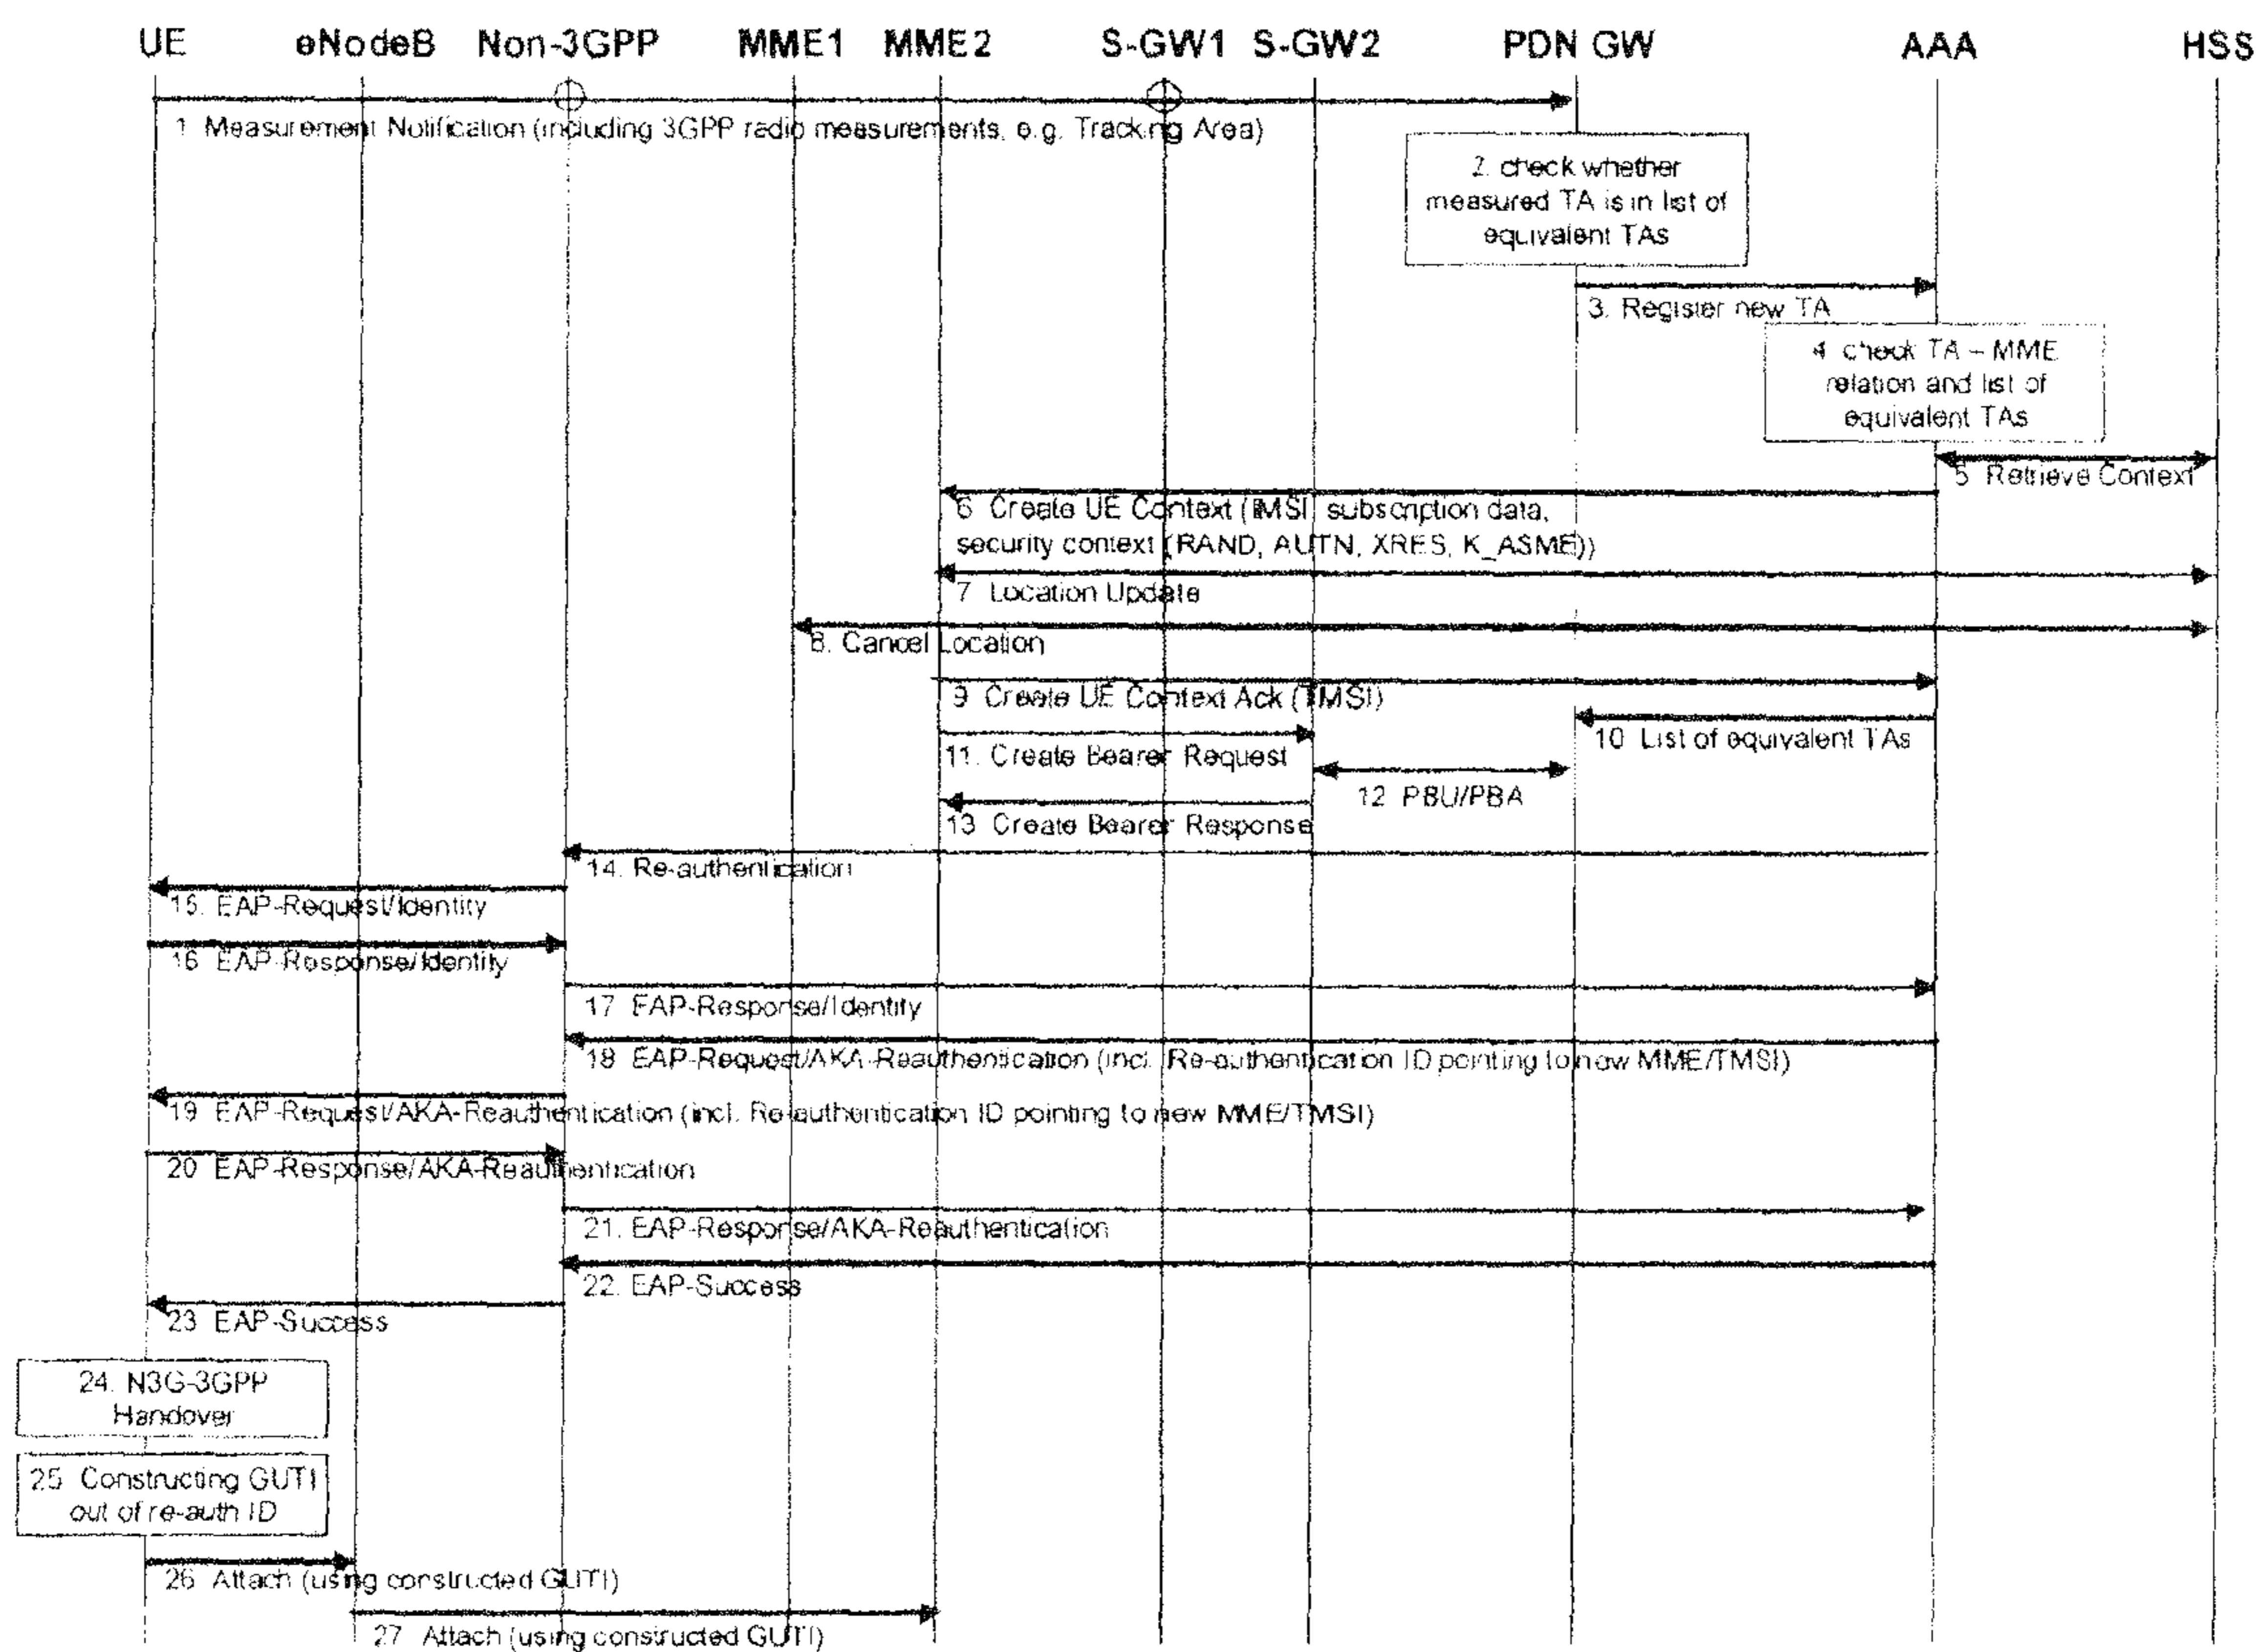 UE eNodeB Non-3GPP MME1 MME2 S-GW1 S-GW2 PDN GW AAA HSS
1. Measurement Notification (including 3GPP radio measurements, e.g. Tracking Area)
2. check whether
measured TA is in list of
equivalent TAs
3. Register new TA
4. check TA – MME
relation and list of
equivalent TAs
5. Retrieve Context
6. Create UE Context (IMSI, subscription data,
security context (RAND, AUTN, XRES, K_ASME))
7. Location Update
8. Cancel Location
9. Create UE Context Ack (TMSI)
10. List of equivalent TAs
11. Create Bearer Request
12. PBU/PBA
13. Create Bearer Response
14. Re-authentication
15. EAP-Request/Identity
16. EAP-Response/Identity
17. EAP-Response/Identity
18. EAP-Request/AKA-Reauthentication (incl. Re-authentication ID pointing to new MME/TMSI)
19. EAP-Request/AKA-Reauthentication (incl. Re-authentication ID pointing to new MME/TMSI)
20. EAP-Response/AKA-Reauthentication
21. EAP-Response/AKA-Reauthentication
22. EAP-Success
23. EAP-Success
24. N3G-3GPP
Handover
25. Constructing GUTI
out of re-auth ID
26. Attach (using constructed GUTI)
27. Attach (using constructed GUTI)